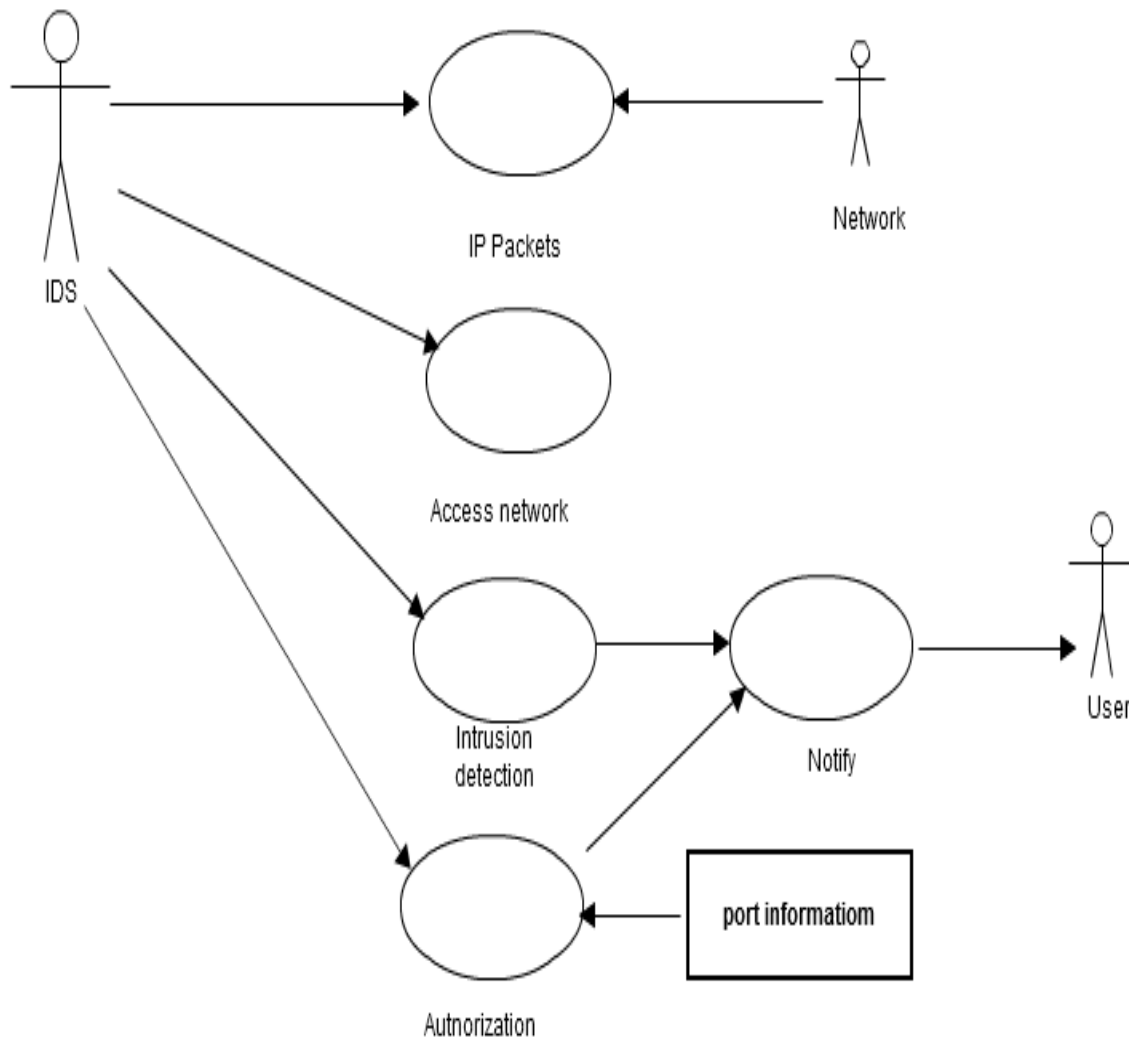 IP Packets
Network
IDS
Access network
Intrusion
detection
Notify
User
port informatiom
Autnorization